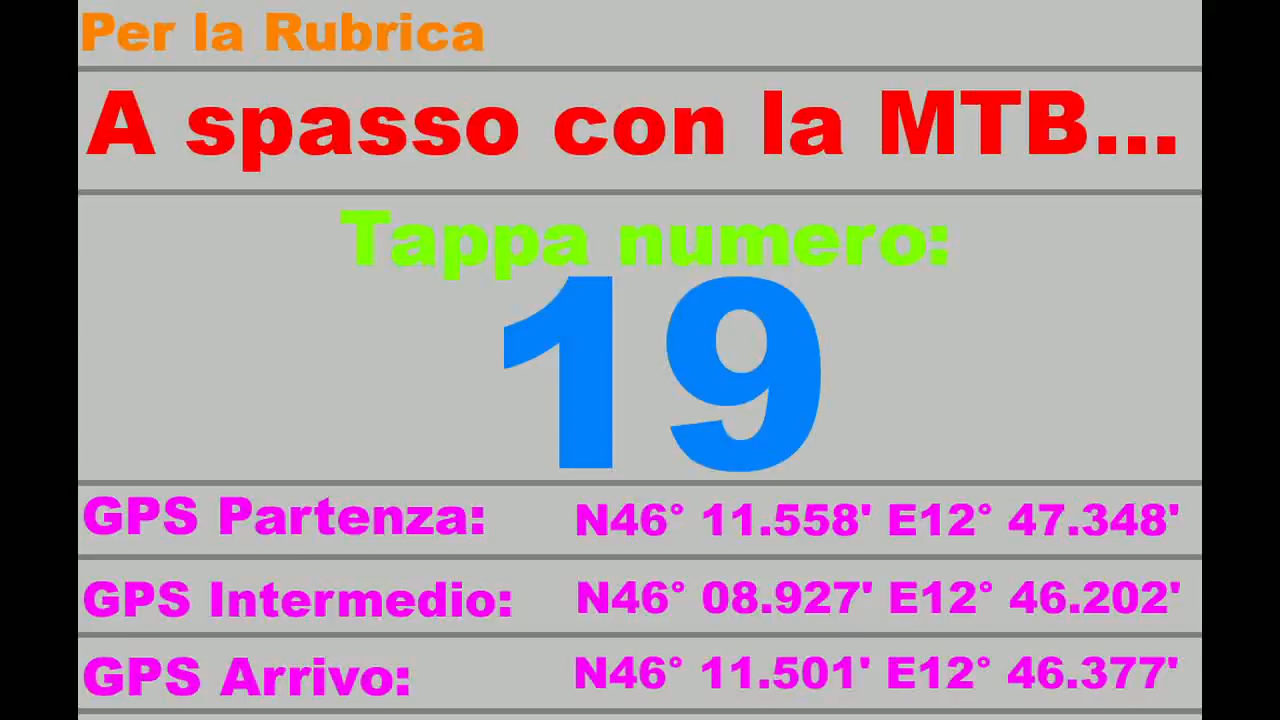 Per la Rubrica
A spasso con la MTB...
Tappa numero:
19
GPS Partenza: N46° 11.558' E12° 47.348'
GPS Intermedio: N46° 08.927' E12° 46.202'
GPS Arrivo: N46° 11.501' E12° 46.377'